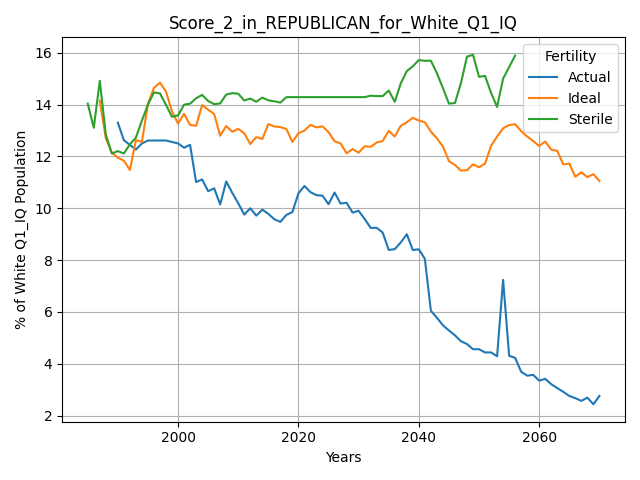 Score_2_in_REPUBLICAN_for_White_Q1_IQ
% of White Q1_IQ Population
16
14
12
10
8
6
4
2
2000
2020
2040
2060
Years
Fertility
Actual
Ideal
Sterile